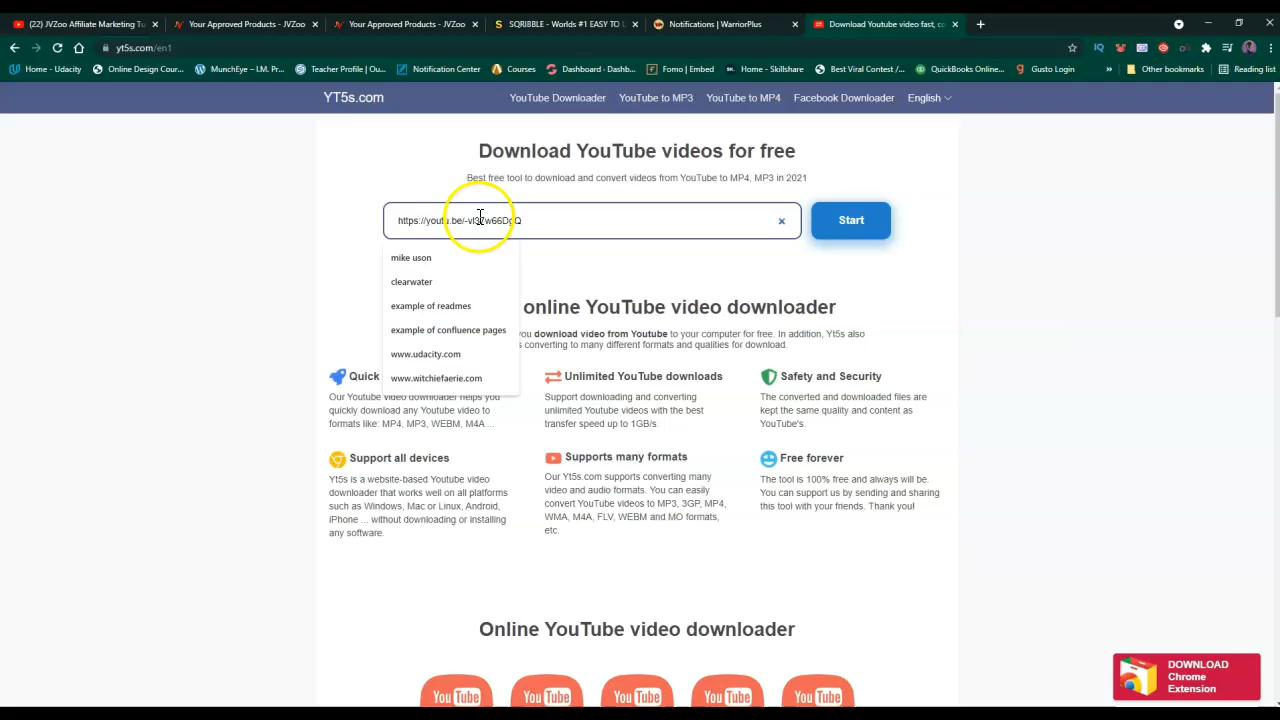 (22) JVZoo Affiliate Marketing Tu
Your Approved Products - JVZoo
Your Approved Products - JVZoo
SQRIBBLE - Worlds #1 EASY TO U
Notifications | WarriorPlus
Download Youtube video fast, co
yt5s.com/en1
Home - Udacity
Online Design Cour...
MunchEye – I.M. Pr...
Teacher Profile | Ou...
Notification Center
Courses
Dashboard - Dashb...
Fomo | Embed
Home - Skillshare
Best Viral Contest /...
QuickBooks Online...
Gusto Login
Other bookmarks
Reading list
YT5s.com
YouTube Downloader
YouTube to MP3
YouTube to MP4
Facebook Downloader
English
Download YouTube videos for free
Best free tool to download and convert videos from YouTube to MP4, MP3 in 2021
Start
mike uson
clearwater
example of readmes
example of confluence pages
www.udacity.com
www.witchiefaerie.com
online YouTube video downloader
you download video from Youtube to your computer for free. In addition, Yt5s also
s converting to many different formats and qualities for download.
Quick
Our Youtube video downloader helps you
quickly download any Youtube video to
formats like: MP4, MP3, WEBM, M4A ...
Unlimited YouTube downloads
Support downloading and converting
unlimited Youtube videos with the best
transfer speed up to 1GB/s.
Safety and Security
The converted and downloaded files are
kept the same quality and content as
YouTube's.
Support all devices
Yt5s is a website-based Youtube video
downloader that works well on all platforms
such as Windows, Mac or Linux, Android,
iPhone ... without downloading or installing
any software.
Supports many formats
Our Yt5s.com supports converting many
video and audio formats. You can easily
convert YouTube videos to MP3, 3GP, MP4,
WMA, M4A, FLV, WEBM and MO formats,
etc.
Free forever
The tool is 100% free and always will be.
You can support us by sending and sharing
this tool with your friends. Thank you!
Online YouTube video downloader
YouTube
YouTube
YouTube
YouTube
YouTube
DOWNLOAD
Chrome
Extension